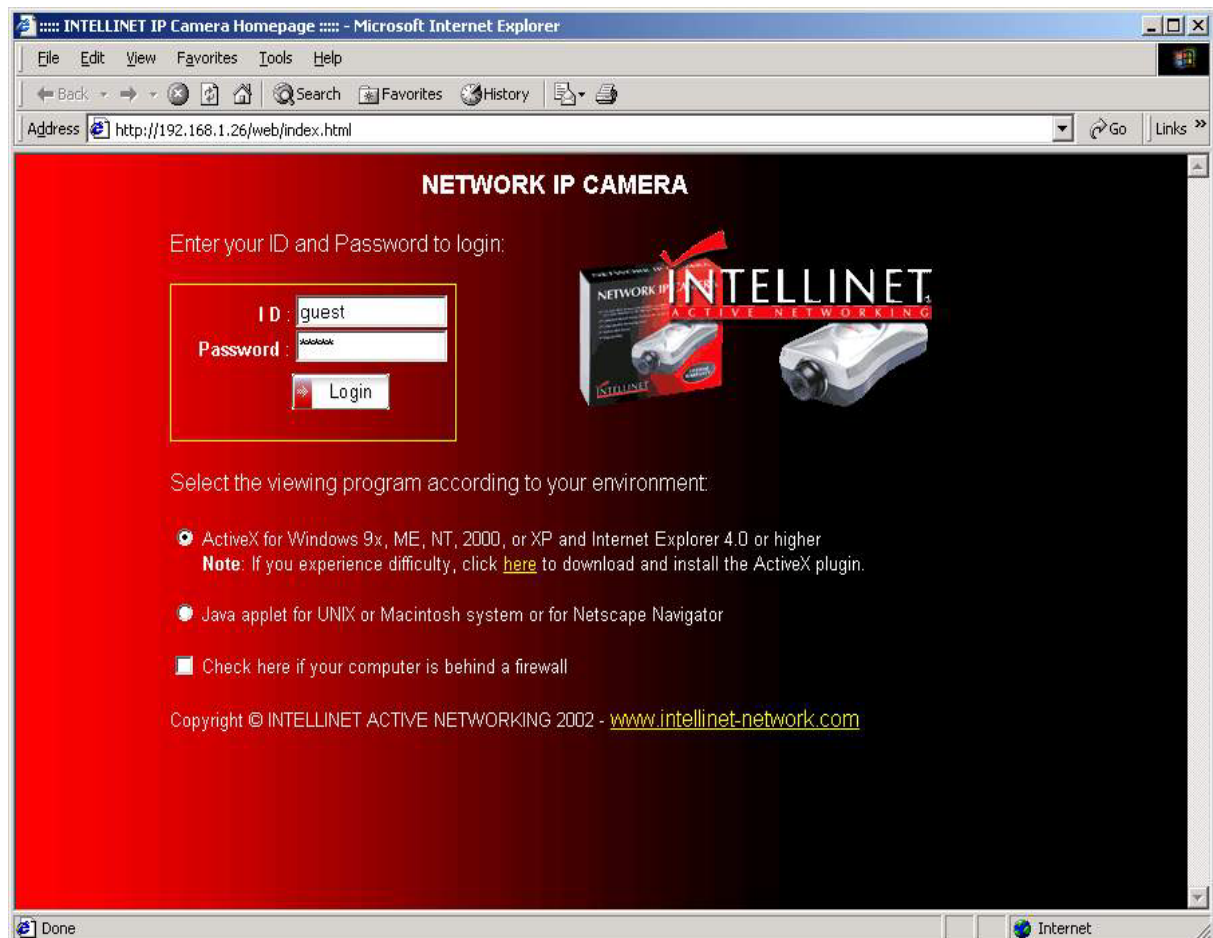 ::::: INTELLINET IP Camera Homepage ::::: - Microsoft Internet Explorer
File Edit View Favorites Tools Help
Back Search Favorites History
Address http://192.168.1.26/web/index.html Go Links »
NETWORK IP CAMERA
Enter your ID and Password to login:
INTELLINET
ACTIVE NETWORKING
NETWORK IP
INTELLINET
I D : guest
Password : ******
Login
Select the viewing program according to your environment:
ActiveX for Windows 9x, ME, NT, 2000, or XP and Internet Explorer 4.0 or higher
Note: If you experience difficulty, click here to download and install the ActiveX plugin.
Java applet for UNIX or Macintosh system or for Netscape Navigator
Check here if your computer is behind a firewall
Copyright © INTELLINET ACTIVE NETWORKING 2002 - www.intellinet-network.com
Done Internet